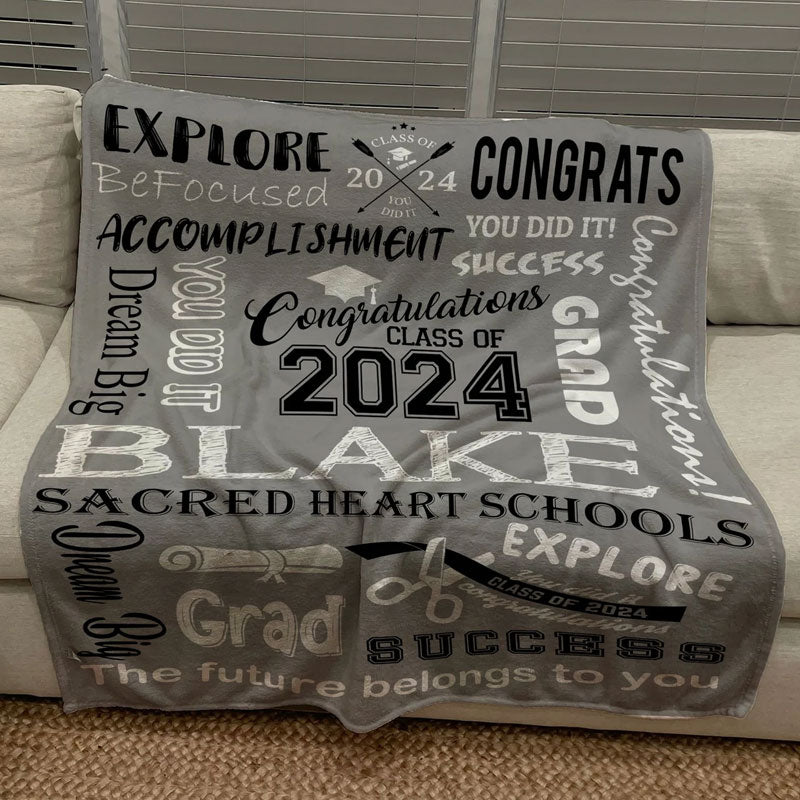 EXPLORE
BeFocused
CLASS OF
20 24
YOU
DID IT
CONGRATS
ACCOMPLISHMENT
YOU DID IT!
SUCCESS
Dream Big
YOU DID IT
Congratulations
CLASS OF
2024
GRAD
Congratulations!
BLAKE
SACRED HEART SCHOOLS
Dream Big
Grad
EXPLORE
CLASS OF 2024
congratulations
SUCCESS
The future belongs to you